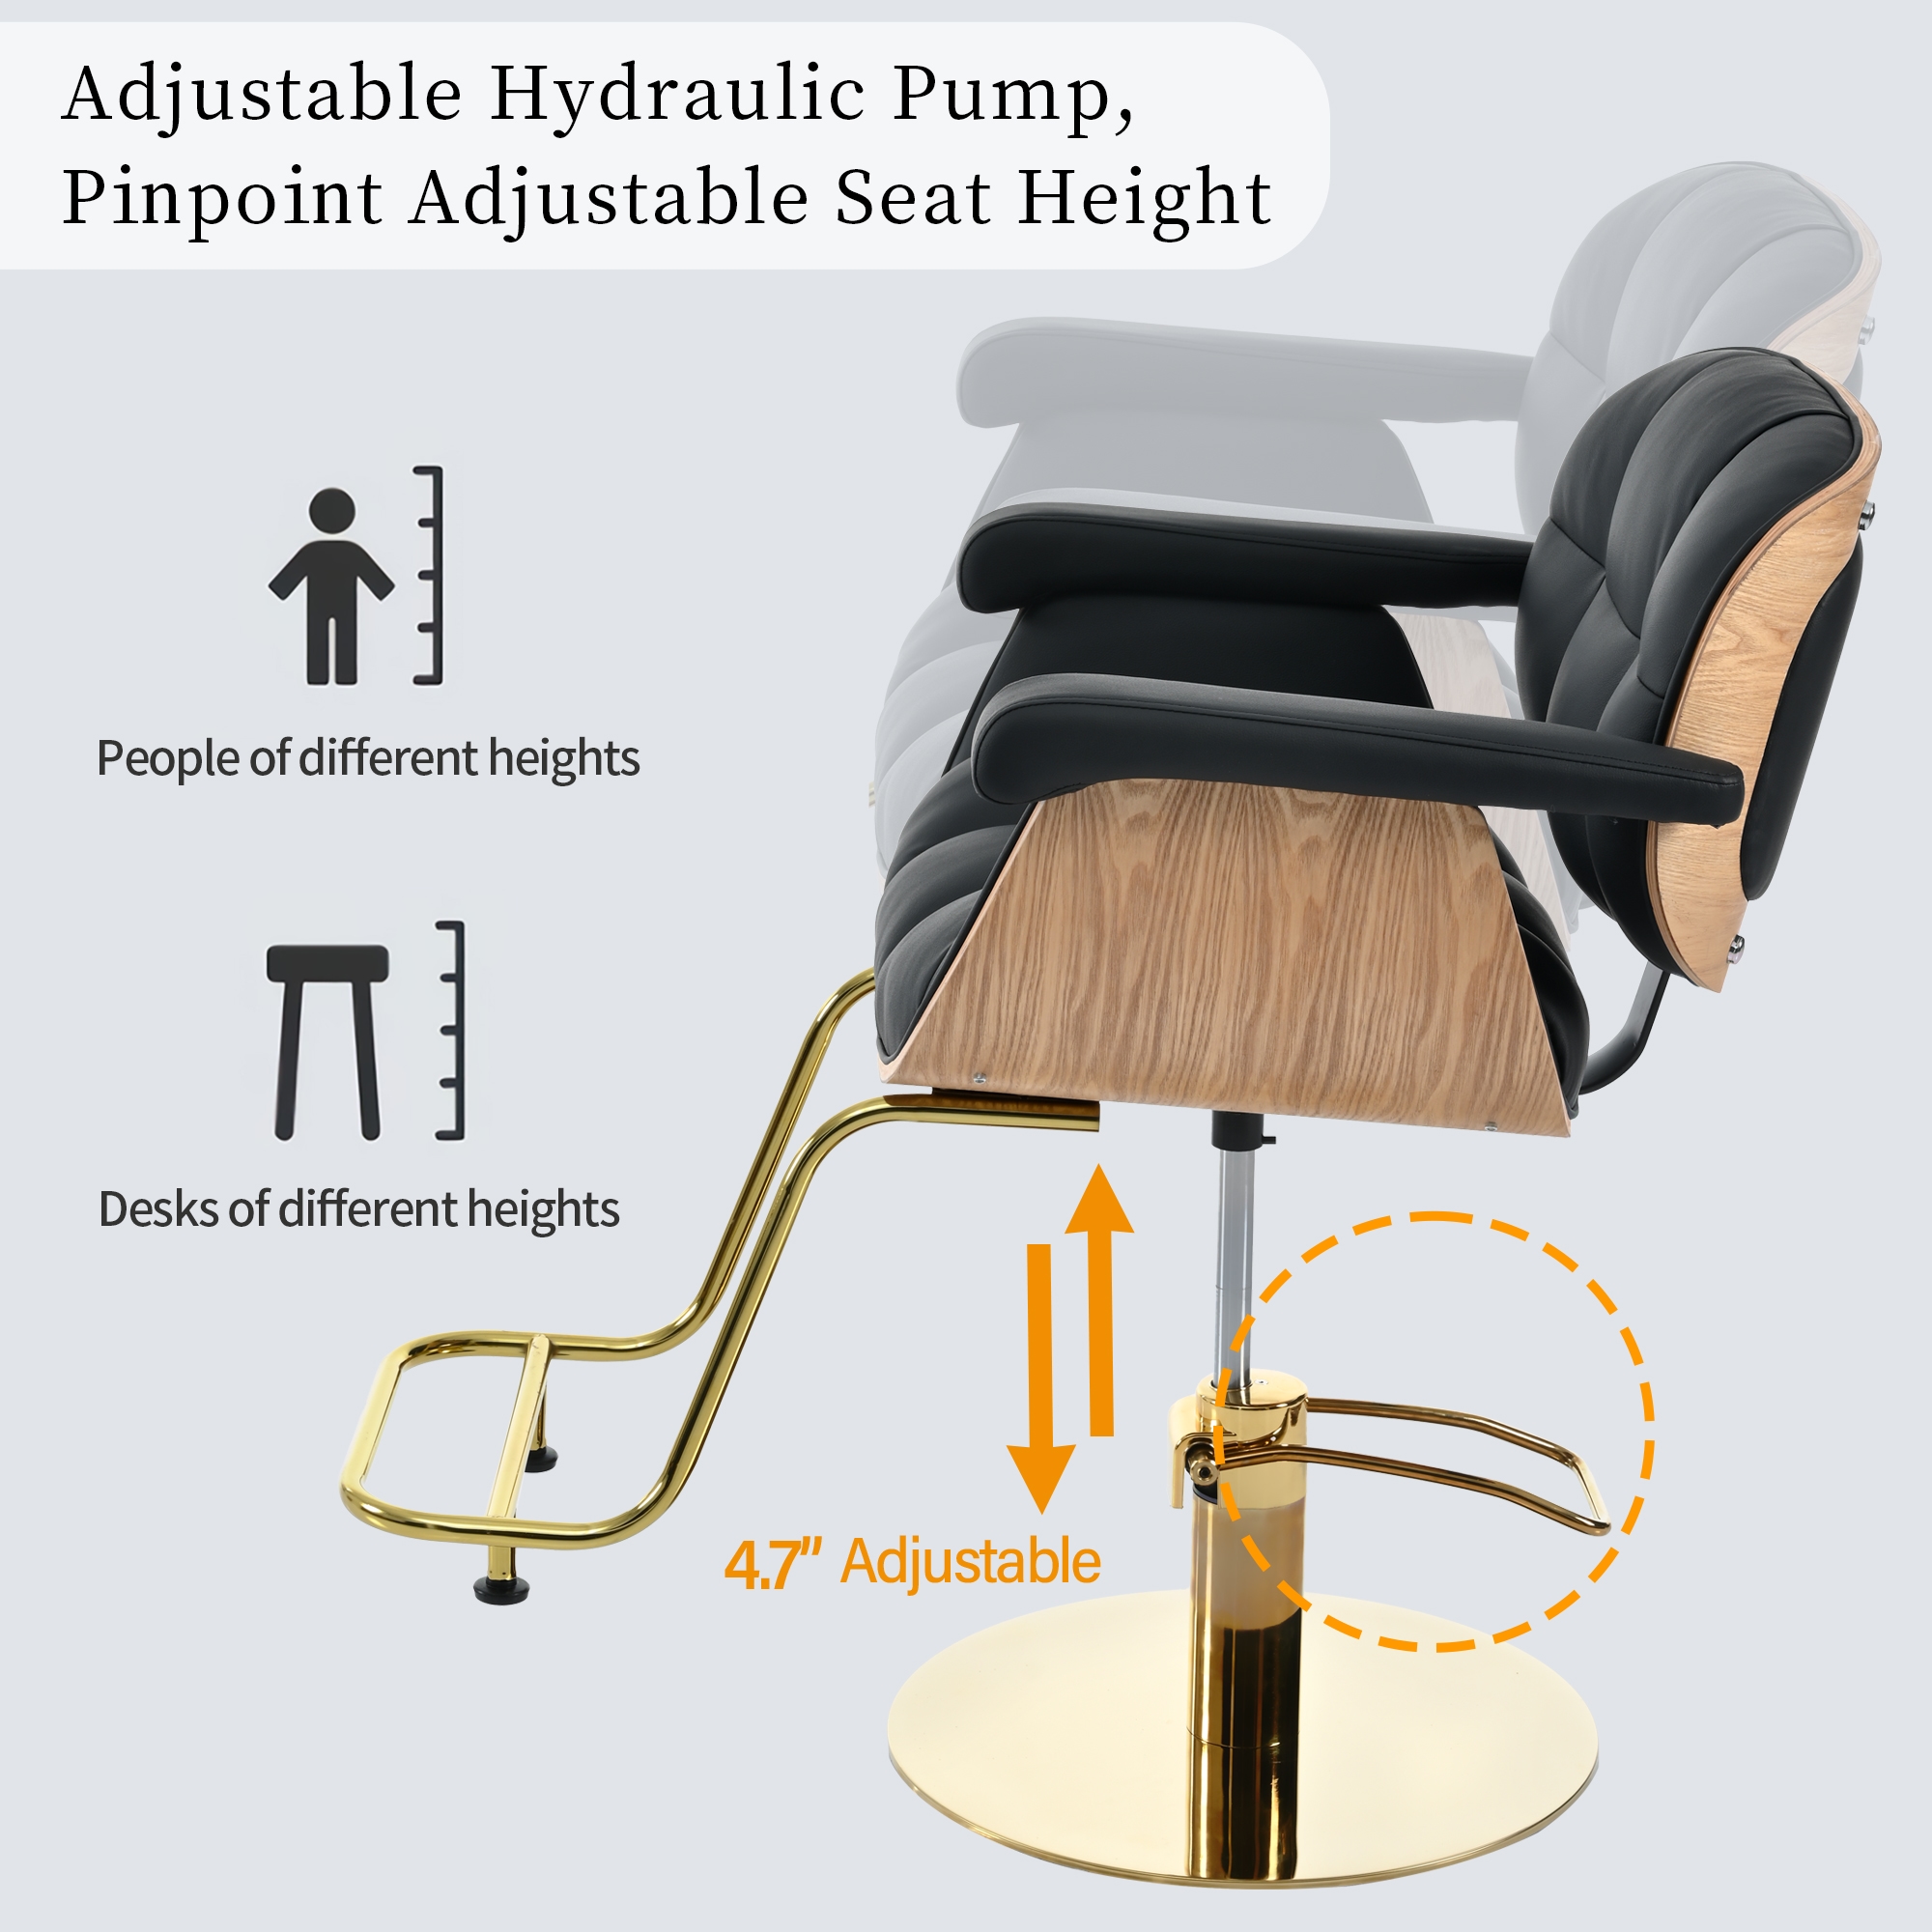 Adjustable Hydraulic Pump,
Pinpoint Adjustable Seat Height
People of different heights
Desks of different heights
4.7” Adjustable